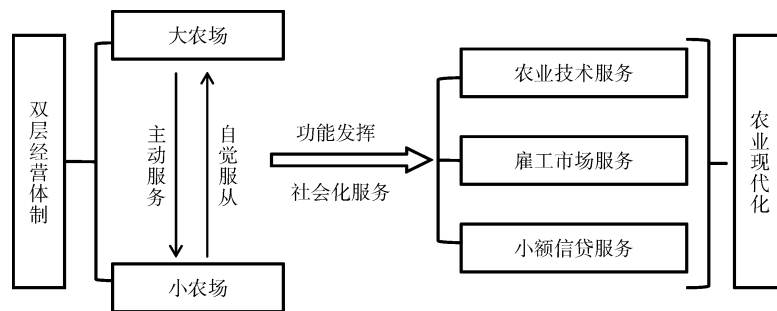 双层经营体制
大农场
主动服务
自觉服从
小农场
功能发挥
社会化服务
农业技术服务
雇工市场服务
小额信贷服务
农业现代化